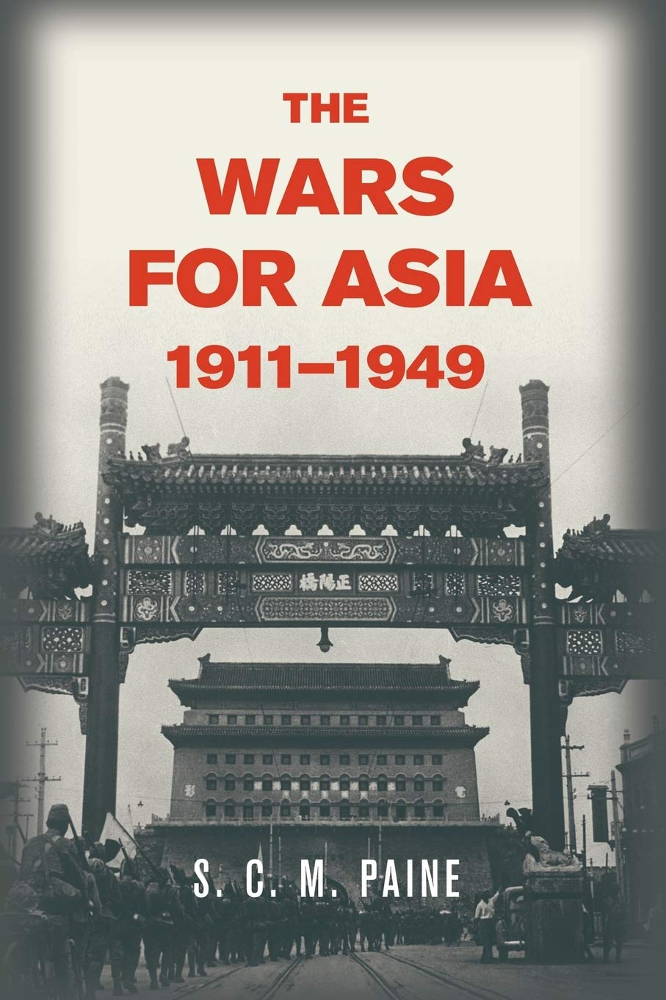 THE
WARS
FOR ASIA
1911–1949
橋陽正
S. C. M. PAINE